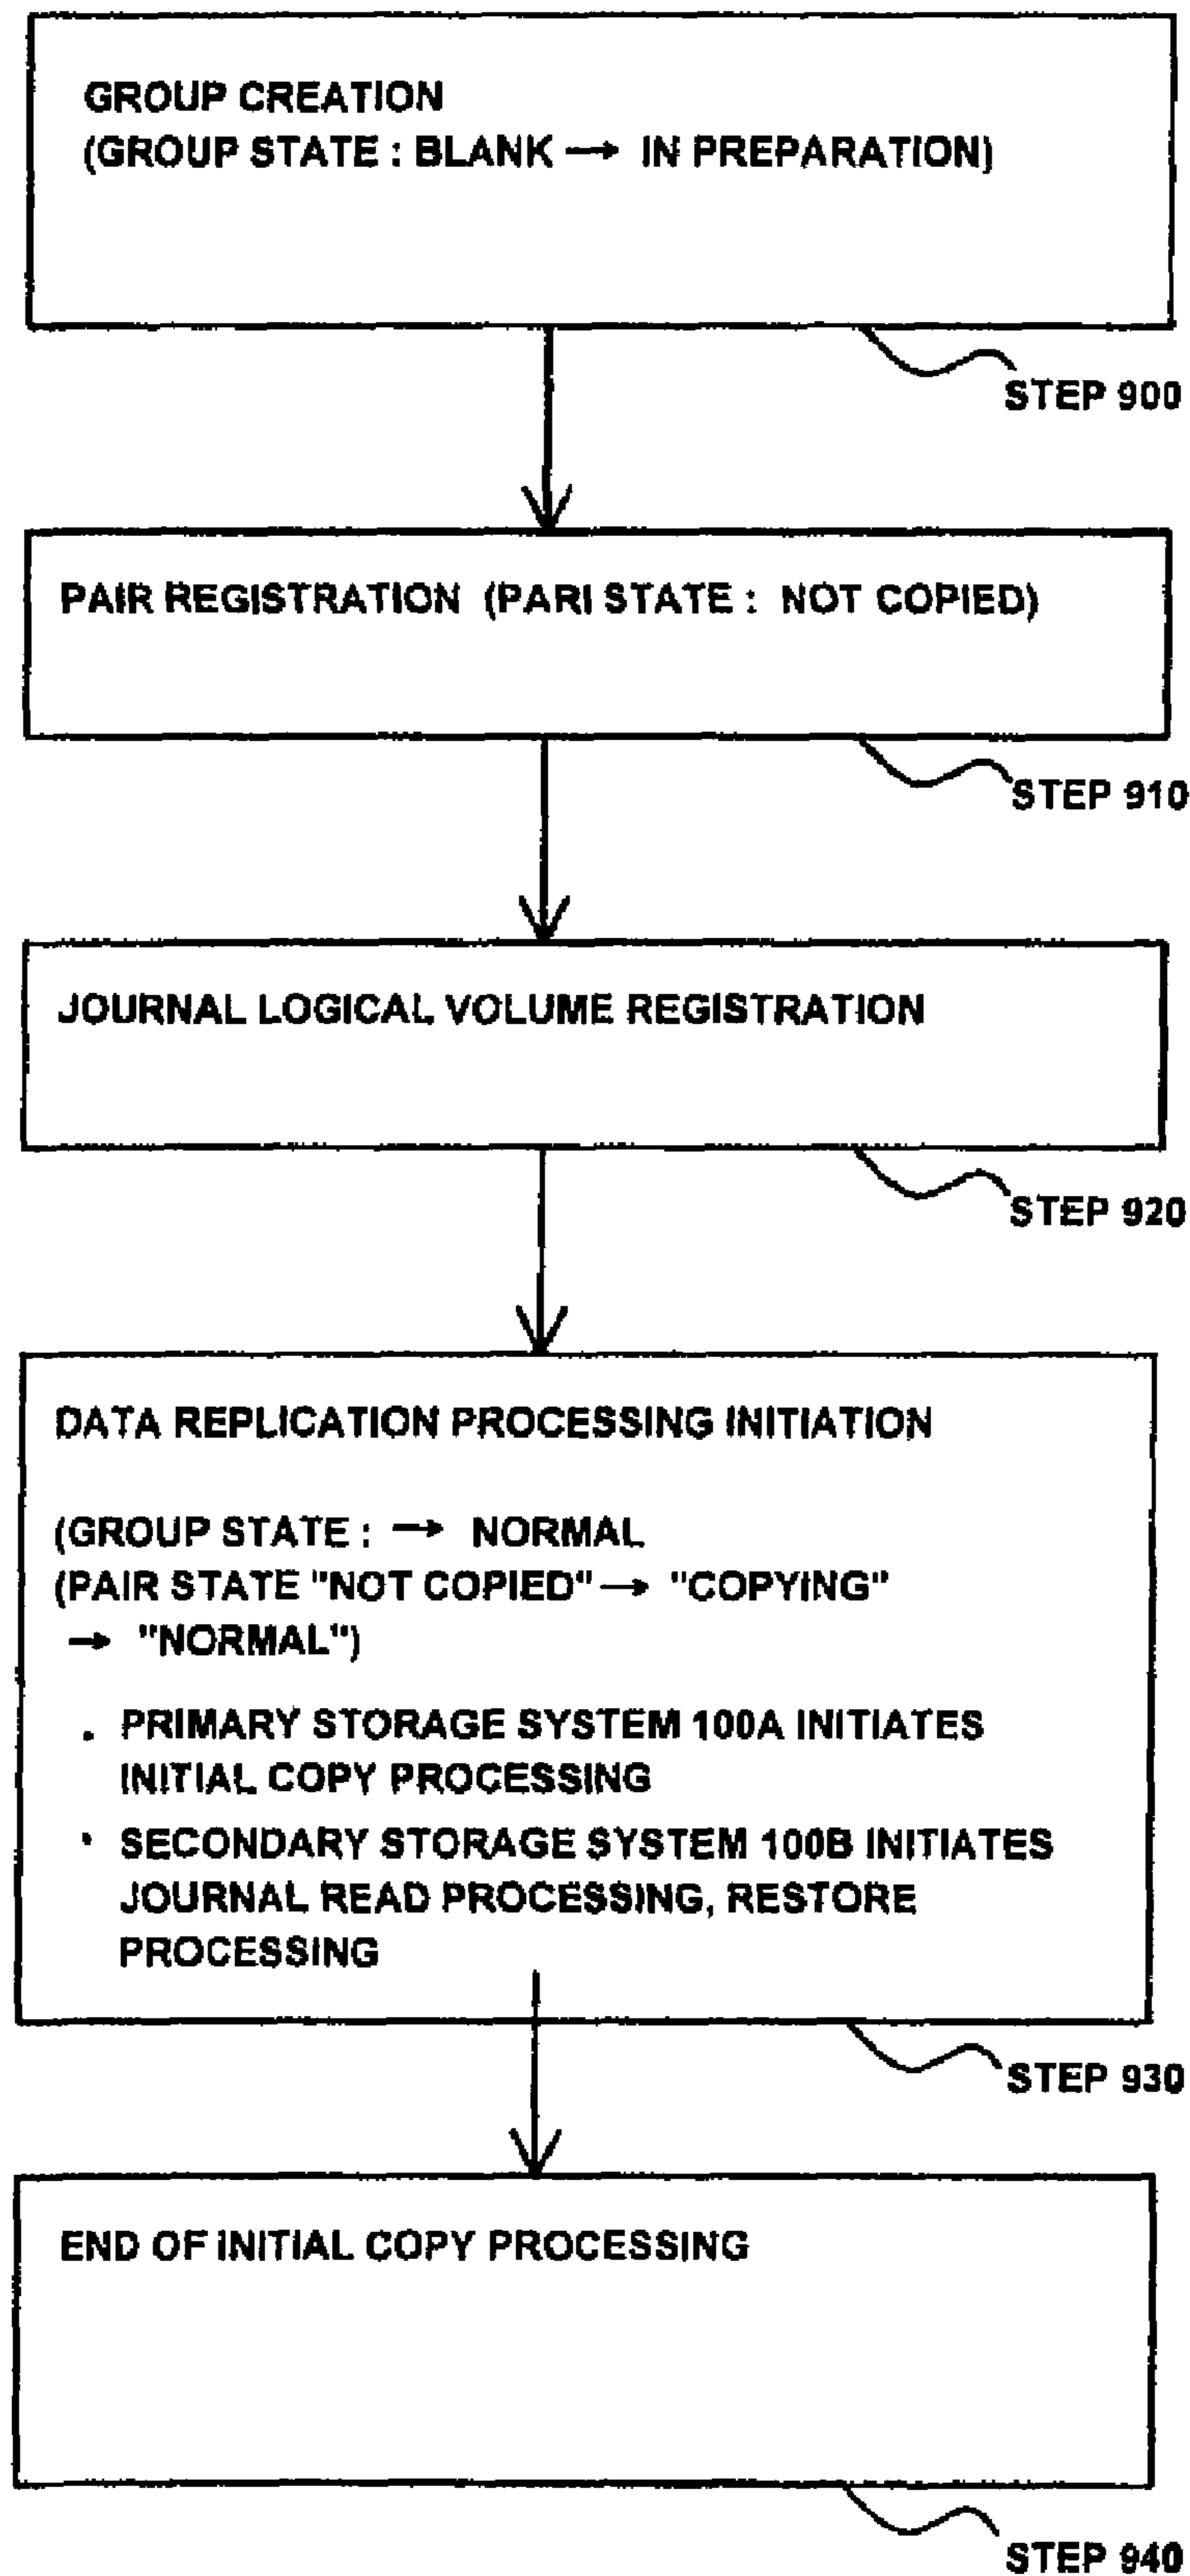 GROUP CREATION
(GROUP STATE : BLANK → IN PREPARATION)
STEP 900
PAIR REGISTRATION (PARI STATE : NOT COPIED)
STEP 910
JOURNAL LOGICAL VOLUME REGISTRATION
STEP 920
DATA REPLICATION PROCESSING INITIATION
(GROUP STATE : → NORMAL
(PAIR STATE "NOT COPIED" → "COPYING"
→ "NORMAL")
• PRIMARY STORAGE SYSTEM 100A INITIATES
INITIAL COPY PROCESSING
• SECONDARY STORAGE SYSTEM 100B INITIATES
JOURNAL READ PROCESSING, RESTORE
PROCESSING
STEP 930
END OF INITIAL COPY PROCESSING
STEP 940